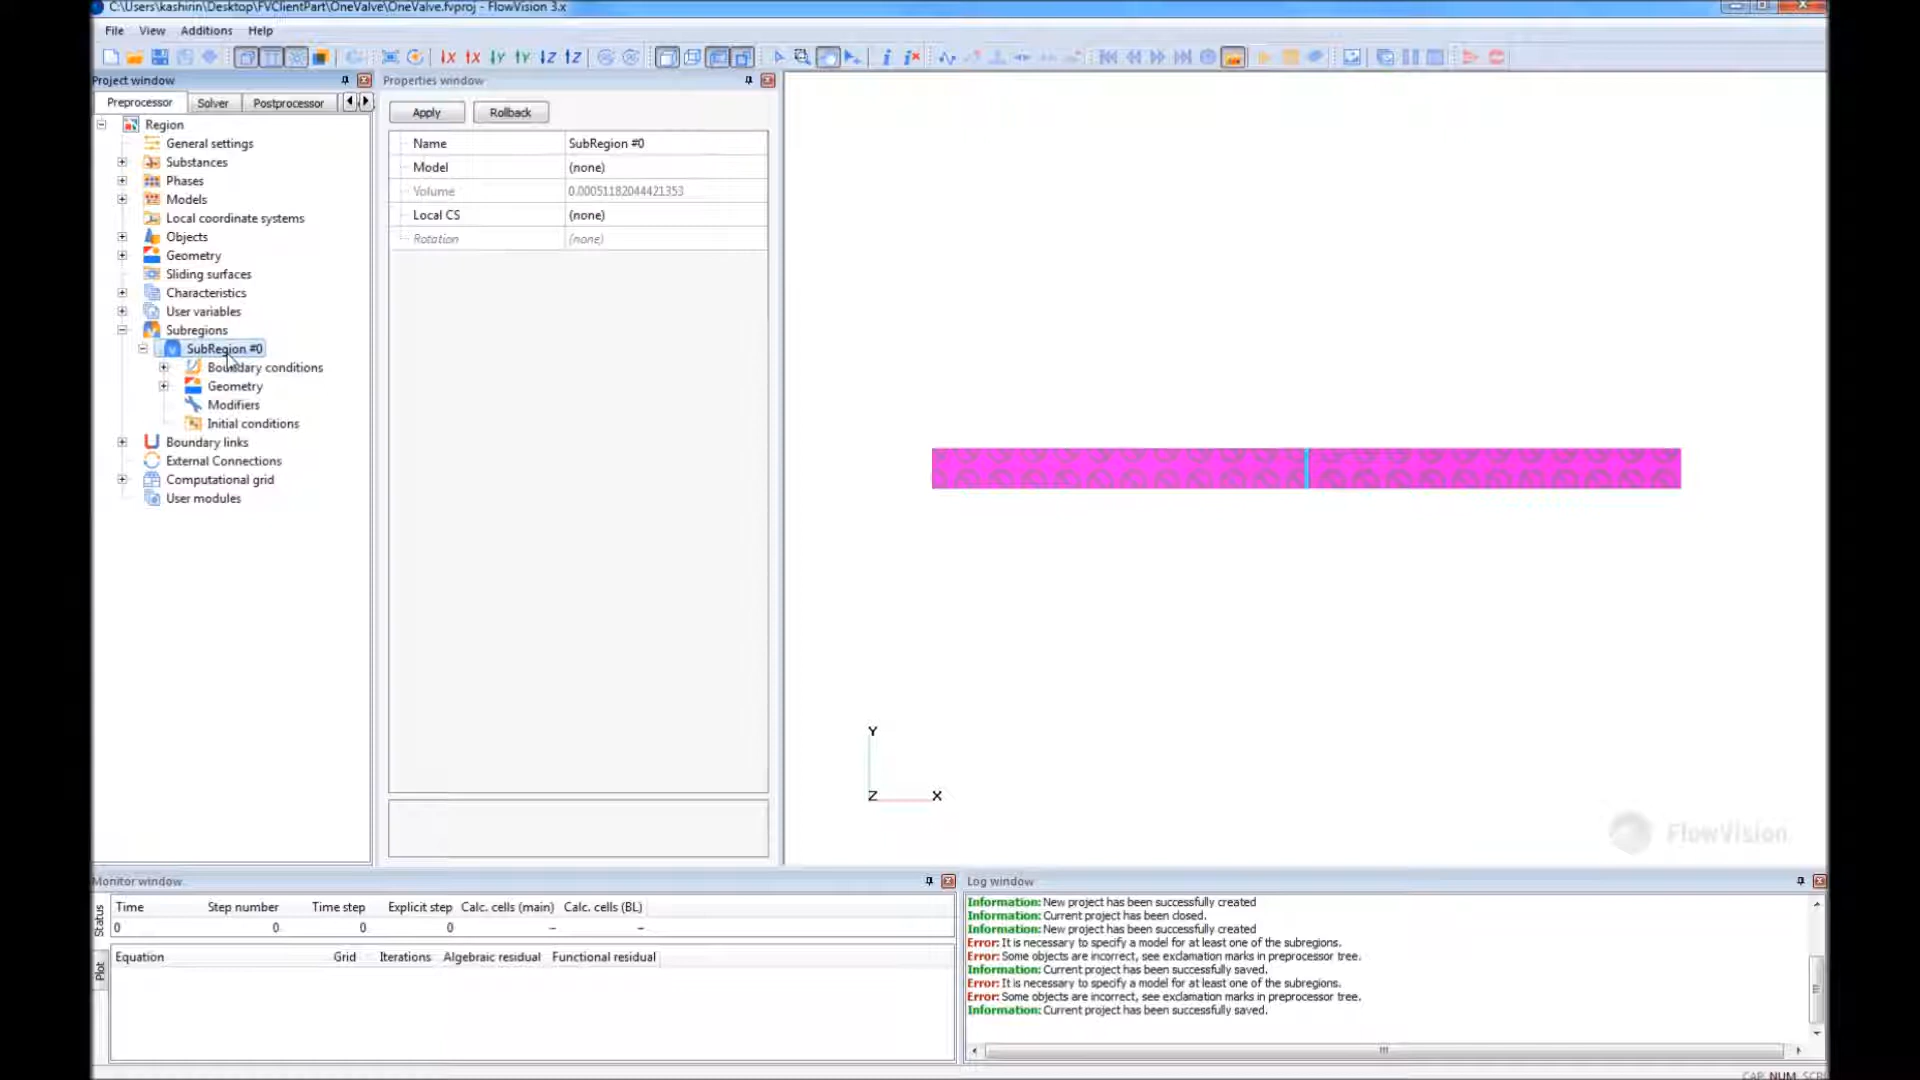 C:\Users\kashirin\Desktop\FVClientPart\OneValve\OneValve.fvproj - FlowVision 3.x
File View Additions Help
Project window
Properties window
Preprocessor Solver Postprocessor
Apply Rollback
Region
General settings
Substances
Phases
Models
Local coordinate systems
Objects
Geometry
Sliding surfaces
Characteristics
User variables
Subregions
SubRegion #0
Boundary conditions
Geometry
Modifiers
Initial conditions
Boundary links
External Connections
Computational grid
User modules
Name SubRegion #0
Model (none)
Volume 0.00051182044421353
Local CS (none)
Rotation (none)
Y
Z X
FlowVision
Monitor window
Status
Plot
Time Step number Time step Explicit step Calc. cells (main) Calc. cells (BL)
0 0 0 0 – –
Equation Grid Iterations Algebraic residual Functional residual
Log window
Information: New project has been successfully created
Information: Current project has been closed.
Information: New project has been successfully created
Error: It is necessary to specify a model for at least one of the subregions.
Error: Some objects are incorrect, see exclamation marks in preprocessor tree.
Information: Current project has been successfully saved.
Error: It is necessary to specify a model for at least one of the subregions.
Error: Some objects are incorrect, see exclamation marks in preprocessor tree.
Information: Current project has been successfully saved.
CAP NUM SCR